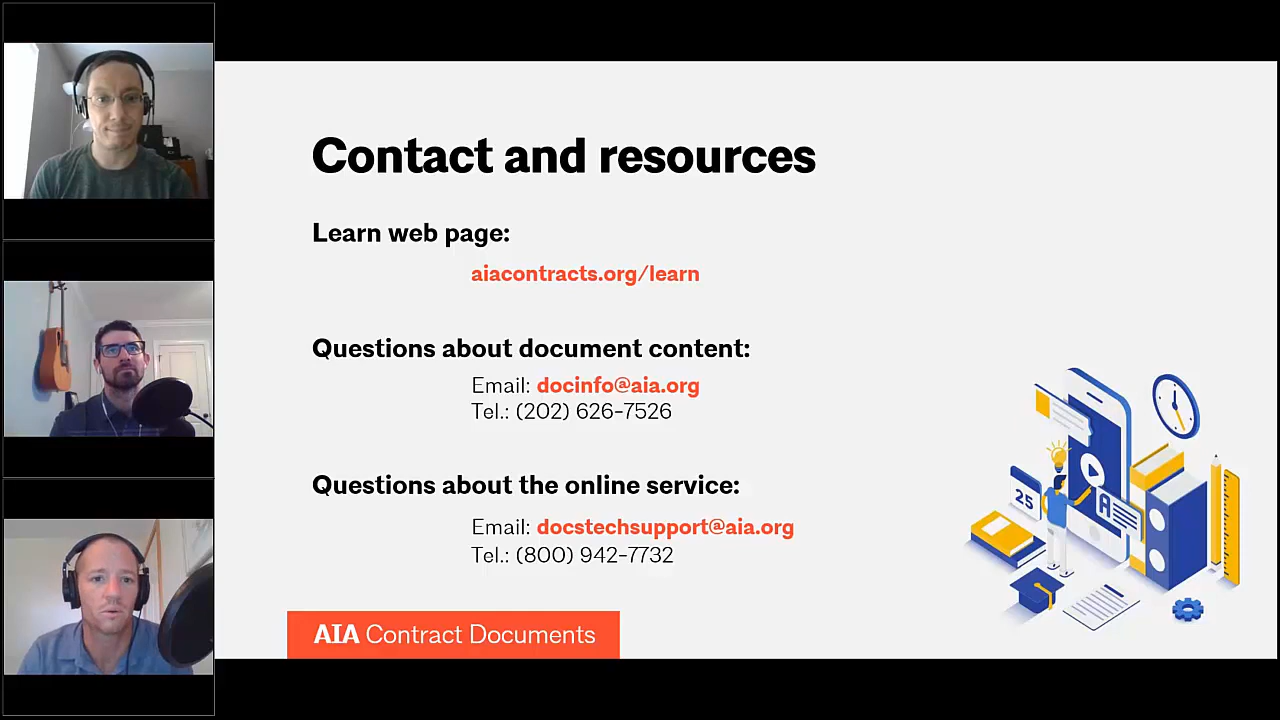 Contact and resources
Learn web page:
aiacontracts.org/learn
Questions about document content:
Email: docinfo@aia.org
Tel.: (202) 626-7526
Questions about the online service:
Email: docstechsupport@aia.org
Tel.: (800) 942-7732
25
A
AIA Contract Documents